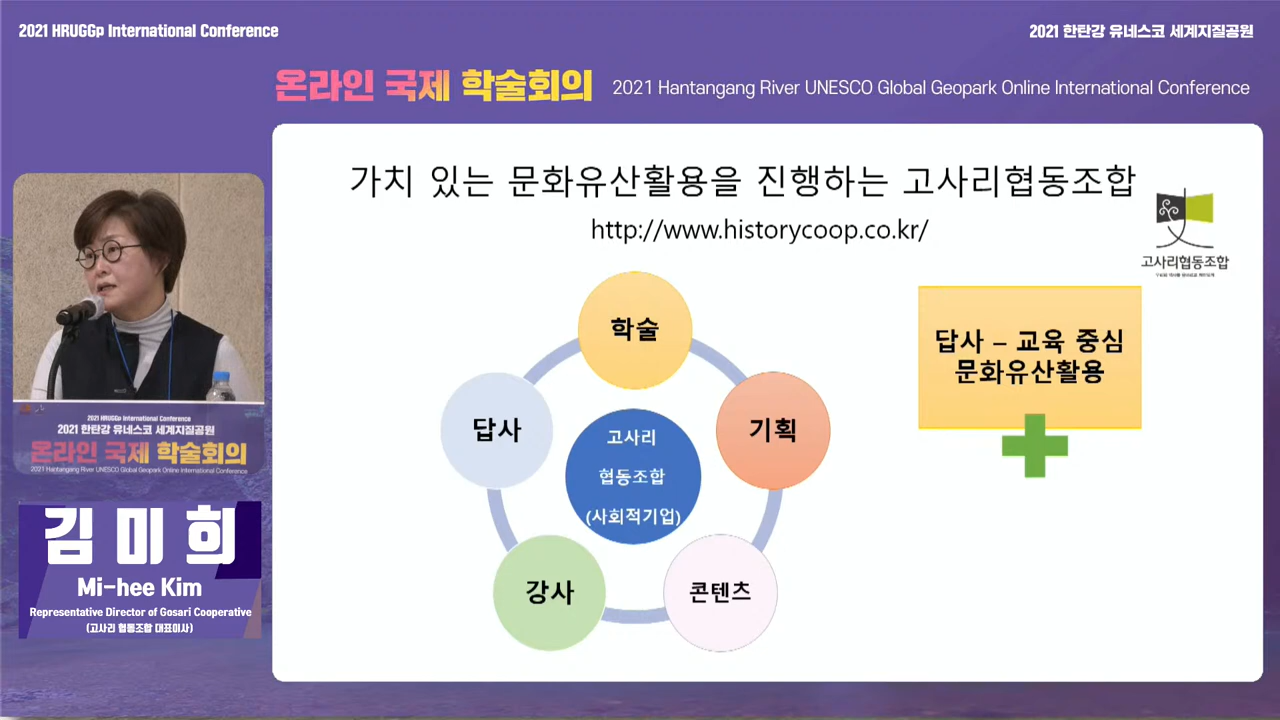 2021 HRUGGp International Conference
2021 한탄강 유네스코 세계지질공원
온라인 국제 학술회의
2021 Hantangang River UNESCO Global Geopark Online International Conference
가치 있는 문화유산활용을 진행하는 고사리협동조합
http://www.historycoop.co.kr/
고사리협동조합
학술
답사
기획
고사리
협동조합
(사회적기업)
강사
콘텐츠
답사 – 교육 중심
문화유산활용
2021 HRUGGp International Conference
2021 한탄강 유네스코 세계지질공원
온라인 국제 학술회의
2021 Hantangang River UNESCO Global Geopark Online International Conference
김미희
Mi-hee Kim
Representative Director of Gosari Cooperative
(고사리 협동조합 대표이사)